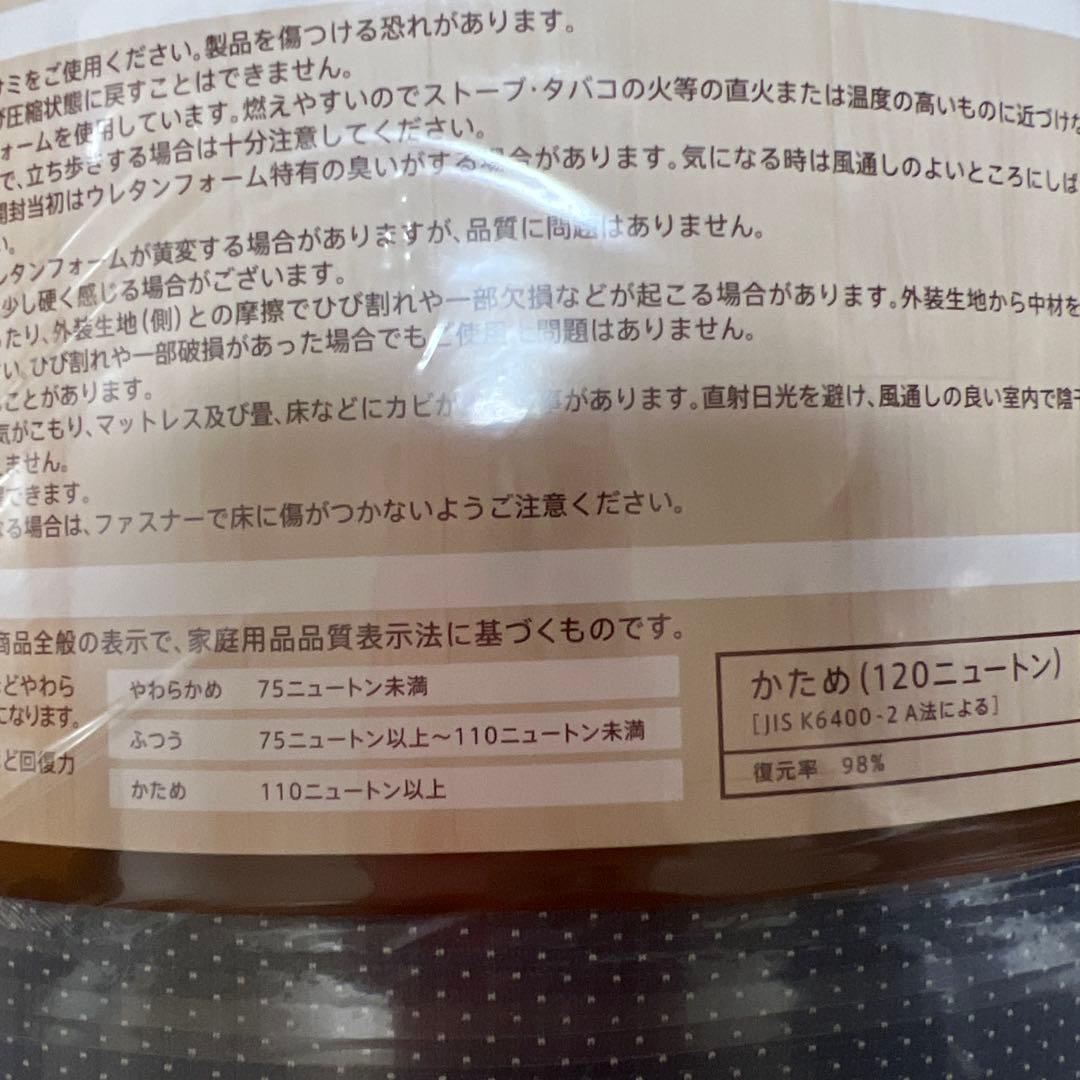 サミをご使用ください。製品を傷つける恐れがあります。
び圧縮状態に戻すことはできません。
ォームを使用しています。燃えやすいのでストーブ・タバコの火等の直火または温度の高いものに近づけな
で、立ち歩きする場合は十分注意してください。
開封当初はウレタンフォーム特有の臭いがする場合があります。気になる時は風通しのよいところにしば
い。
レタンフォームが黄変する場合がありますが、品質に問題はありません。
少し硬く感じる場合がございます。
ったり、外装生地(側)との摩擦でひび割れや一部欠損などが起こる場合があります。外装生地から中材を
い、ひび割れや一部破損があった場合でもご使用上問題はありません。
ことがあります。
気がこもり、マットレス及び畳、床などにカビが があります。直射日光を避け、風通しの良い室内で陰干
ません。
できます。
なる場合は、ファスナーで床に傷がつかないようご注意ください。
商品全般の表示で、家庭用品品質表示法に基づくものです。
どやわら
になります。
ど回復力
やわらかめ 75ニュートン未満
ふつう 75ニュートン以上〜110ニュートン未満
かため 110ニュートン以上
かため(120ニュートン)
[JIS K6400-2 A法による]
復元率 98%